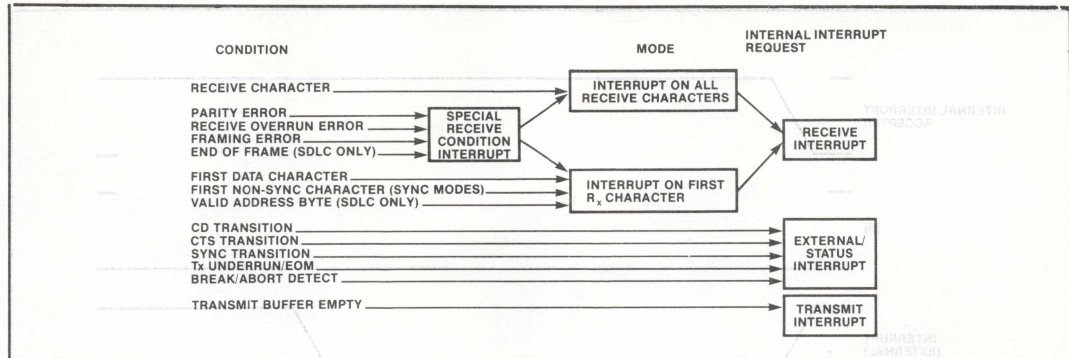 CONDITION
MODE
INTERNAL INTERRUPT
REQUEST
RECEIVE CHARACTER
INTERRUPT ON ALL
RECEIVE CHARACTERS
PARITY ERROR
RECEIVE OVERRUN ERROR
FRAMING ERROR
END OF FRAME (SDLC ONLY)
SPECIAL
RECEIVE
CONDITION
INTERRUPT
RECEIVE
INTERRUPT
FIRST DATA CHARACTER
FIRST NON-SYNC CHARACTER (SYNC MODES)
VALID ADDRESS BYTE (SDLC ONLY)
INTERRUPT ON FIRST
Rx CHARACTER
CD TRANSITION
CTS TRANSITION
SYNC TRANSITION
Tx UNDERRUN/EOM
BREAK/ABORT DETECT
EXTERNAL/
STATUS
INTERRUPT
TRANSMIT BUFFER EMPTY
TRANSMIT
INTERRUPT